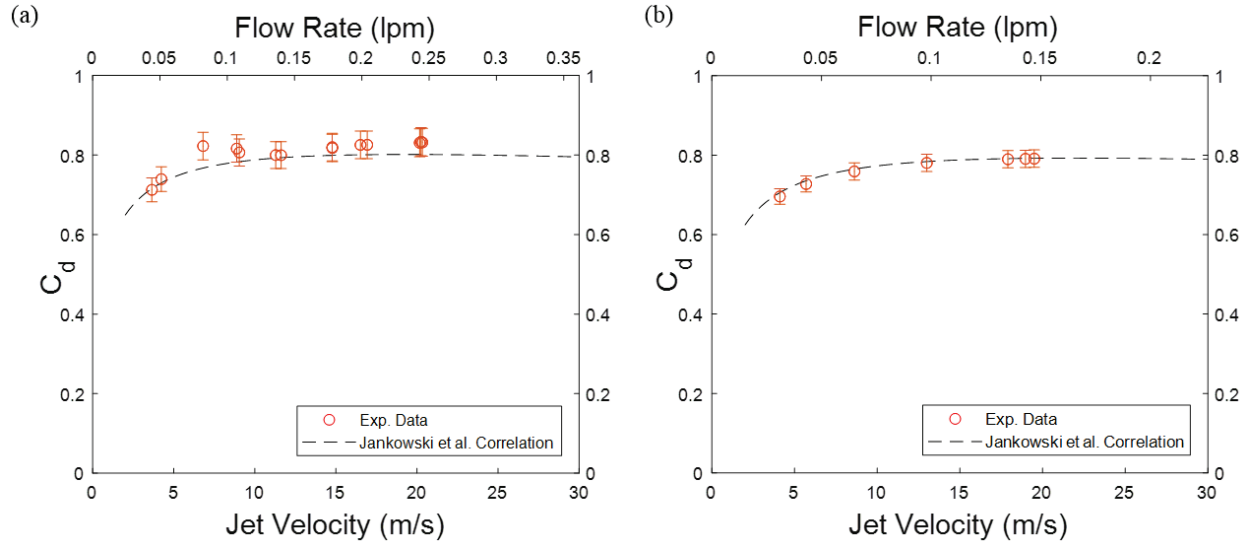 (a)
Flow Rate (lpm)
0 0.05 0.1 0.15 0.2 0.25 0.3 0.35
1 1
0.8 0.8
0.6 0.6
0.4 0.4
0.2 0.2
0 0
C_d
Exp. Data
Jankowski et al. Correlation
0 5 10 15 20 25 30
Jet Velocity (m/s)
(b)
Flow Rate (lpm)
0 0.05 0.1 0.15 0.2
1 1
0.8 0.8
0.6 0.6
0.4 0.4
0.2 0.2
0 0
C_d
Exp. Data
Jankowski et al. Correlation
0 5 10 15 20 25 30
Jet Velocity (m/s)